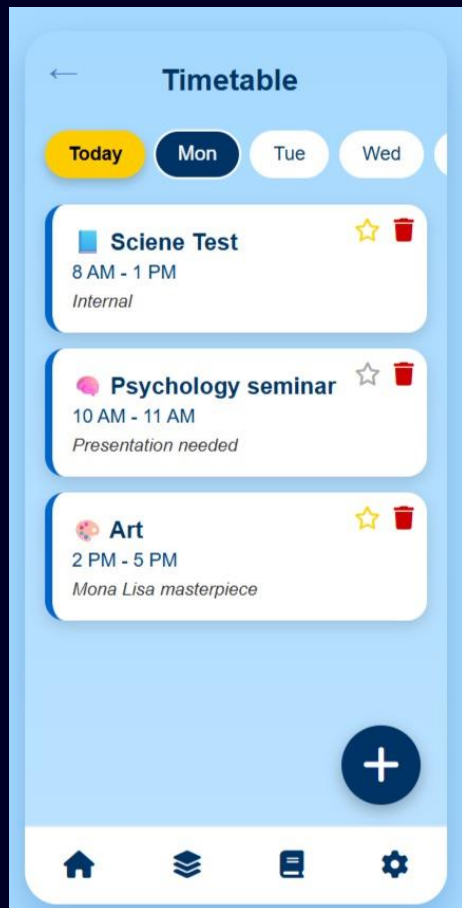 Timetable
Today Mon Tue Wed
Sciene Test
8 AM - 1 PM
Internal
Psychology seminar
10 AM - 11 AM
Presentation needed
Art
2 PM - 5 PM
Mona Lisa masterpiece